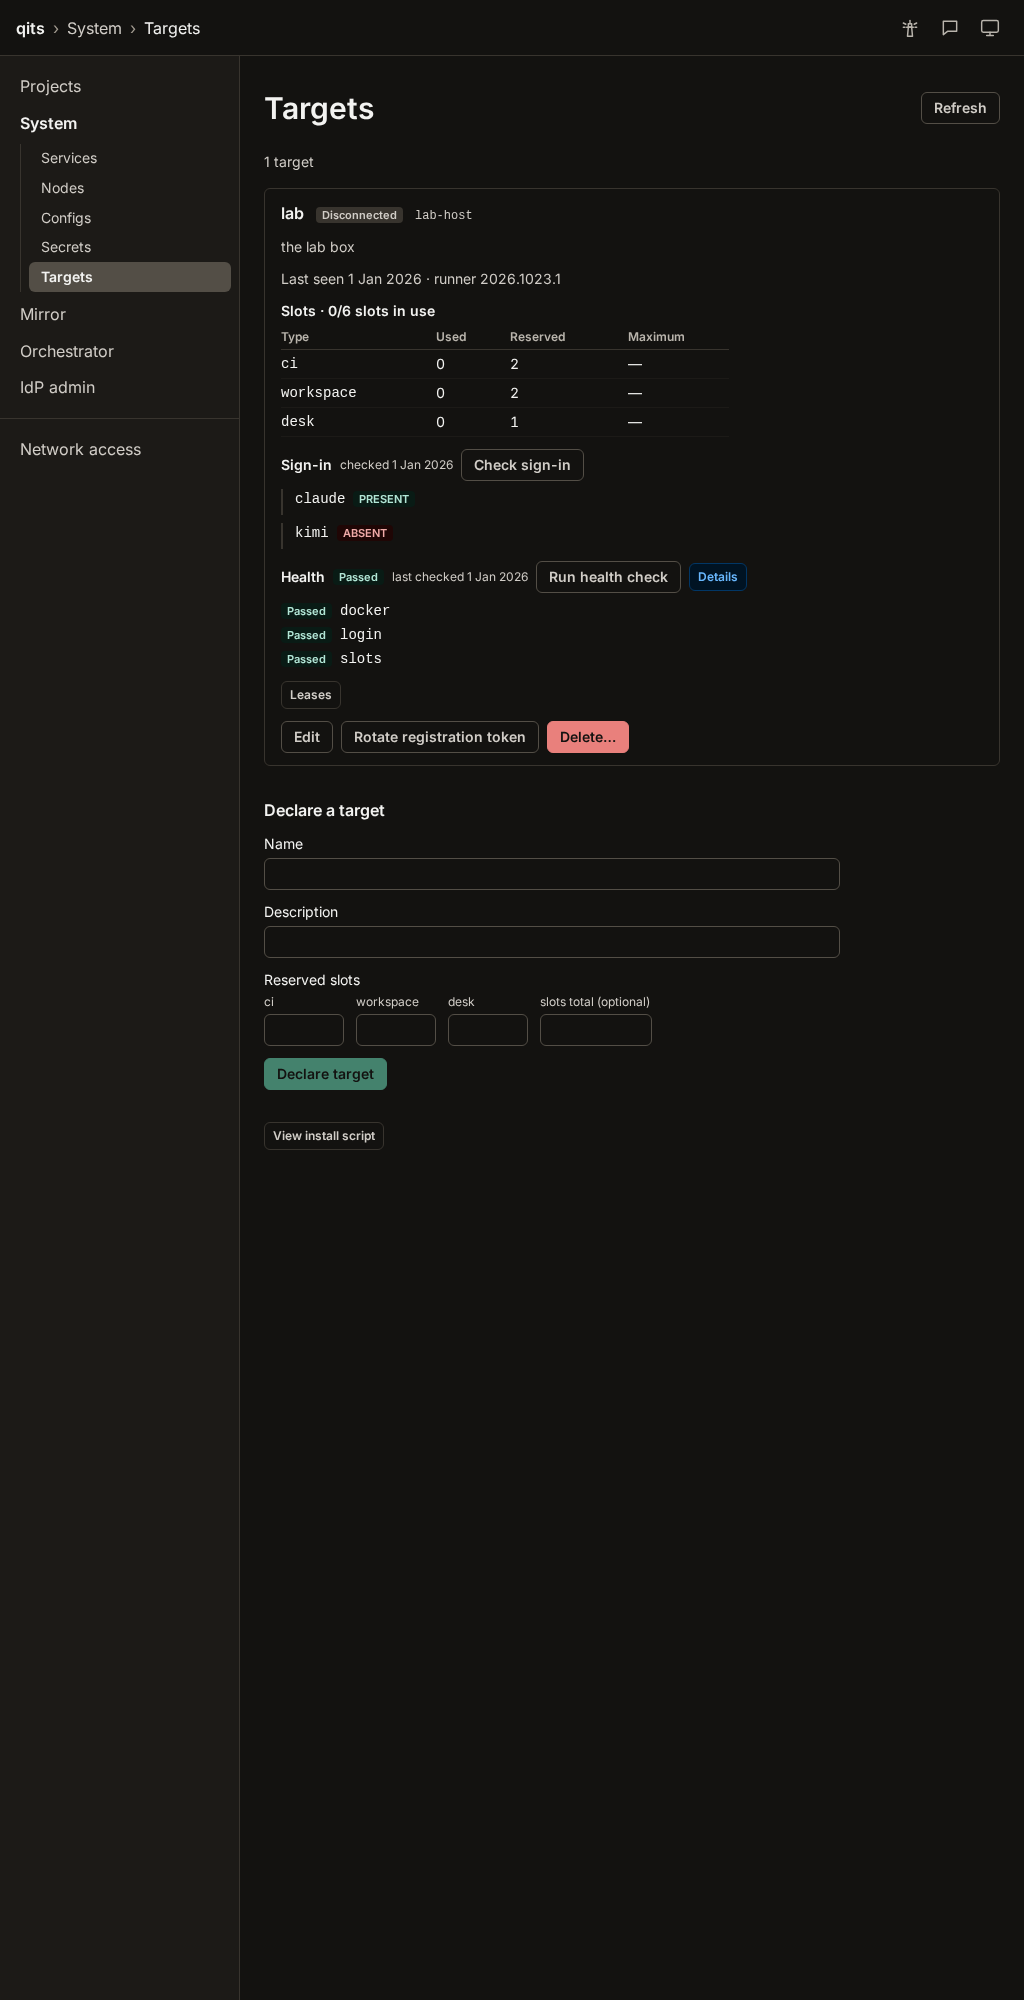 qits › System › Targets
Projects
System
Services
Nodes
Configs
Secrets
Targets
Mirror
Orchestrator
IdP admin
Network access
Targets
Refresh
1 target
lab Disconnected lab-host
the lab box
Last seen 1 Jan 2026 · runner 2026.1023.1
Slots · 0/6 slots in use
Type Used Reserved Maximum
ci 0 2 —
workspace 0 2 —
desk 0 1 —
Sign-in checked 1 Jan 2026 Check sign-in
claude PRESENT
kimi ABSENT
Health Passed last checked 1 Jan 2026 Run health check Details
Passed docker
Passed login
Passed slots
Leases
Edit Rotate registration token Delete…
Declare a target
Name
Description
Reserved slots
ci workspace desk slots total (optional)
Declare target
View install script